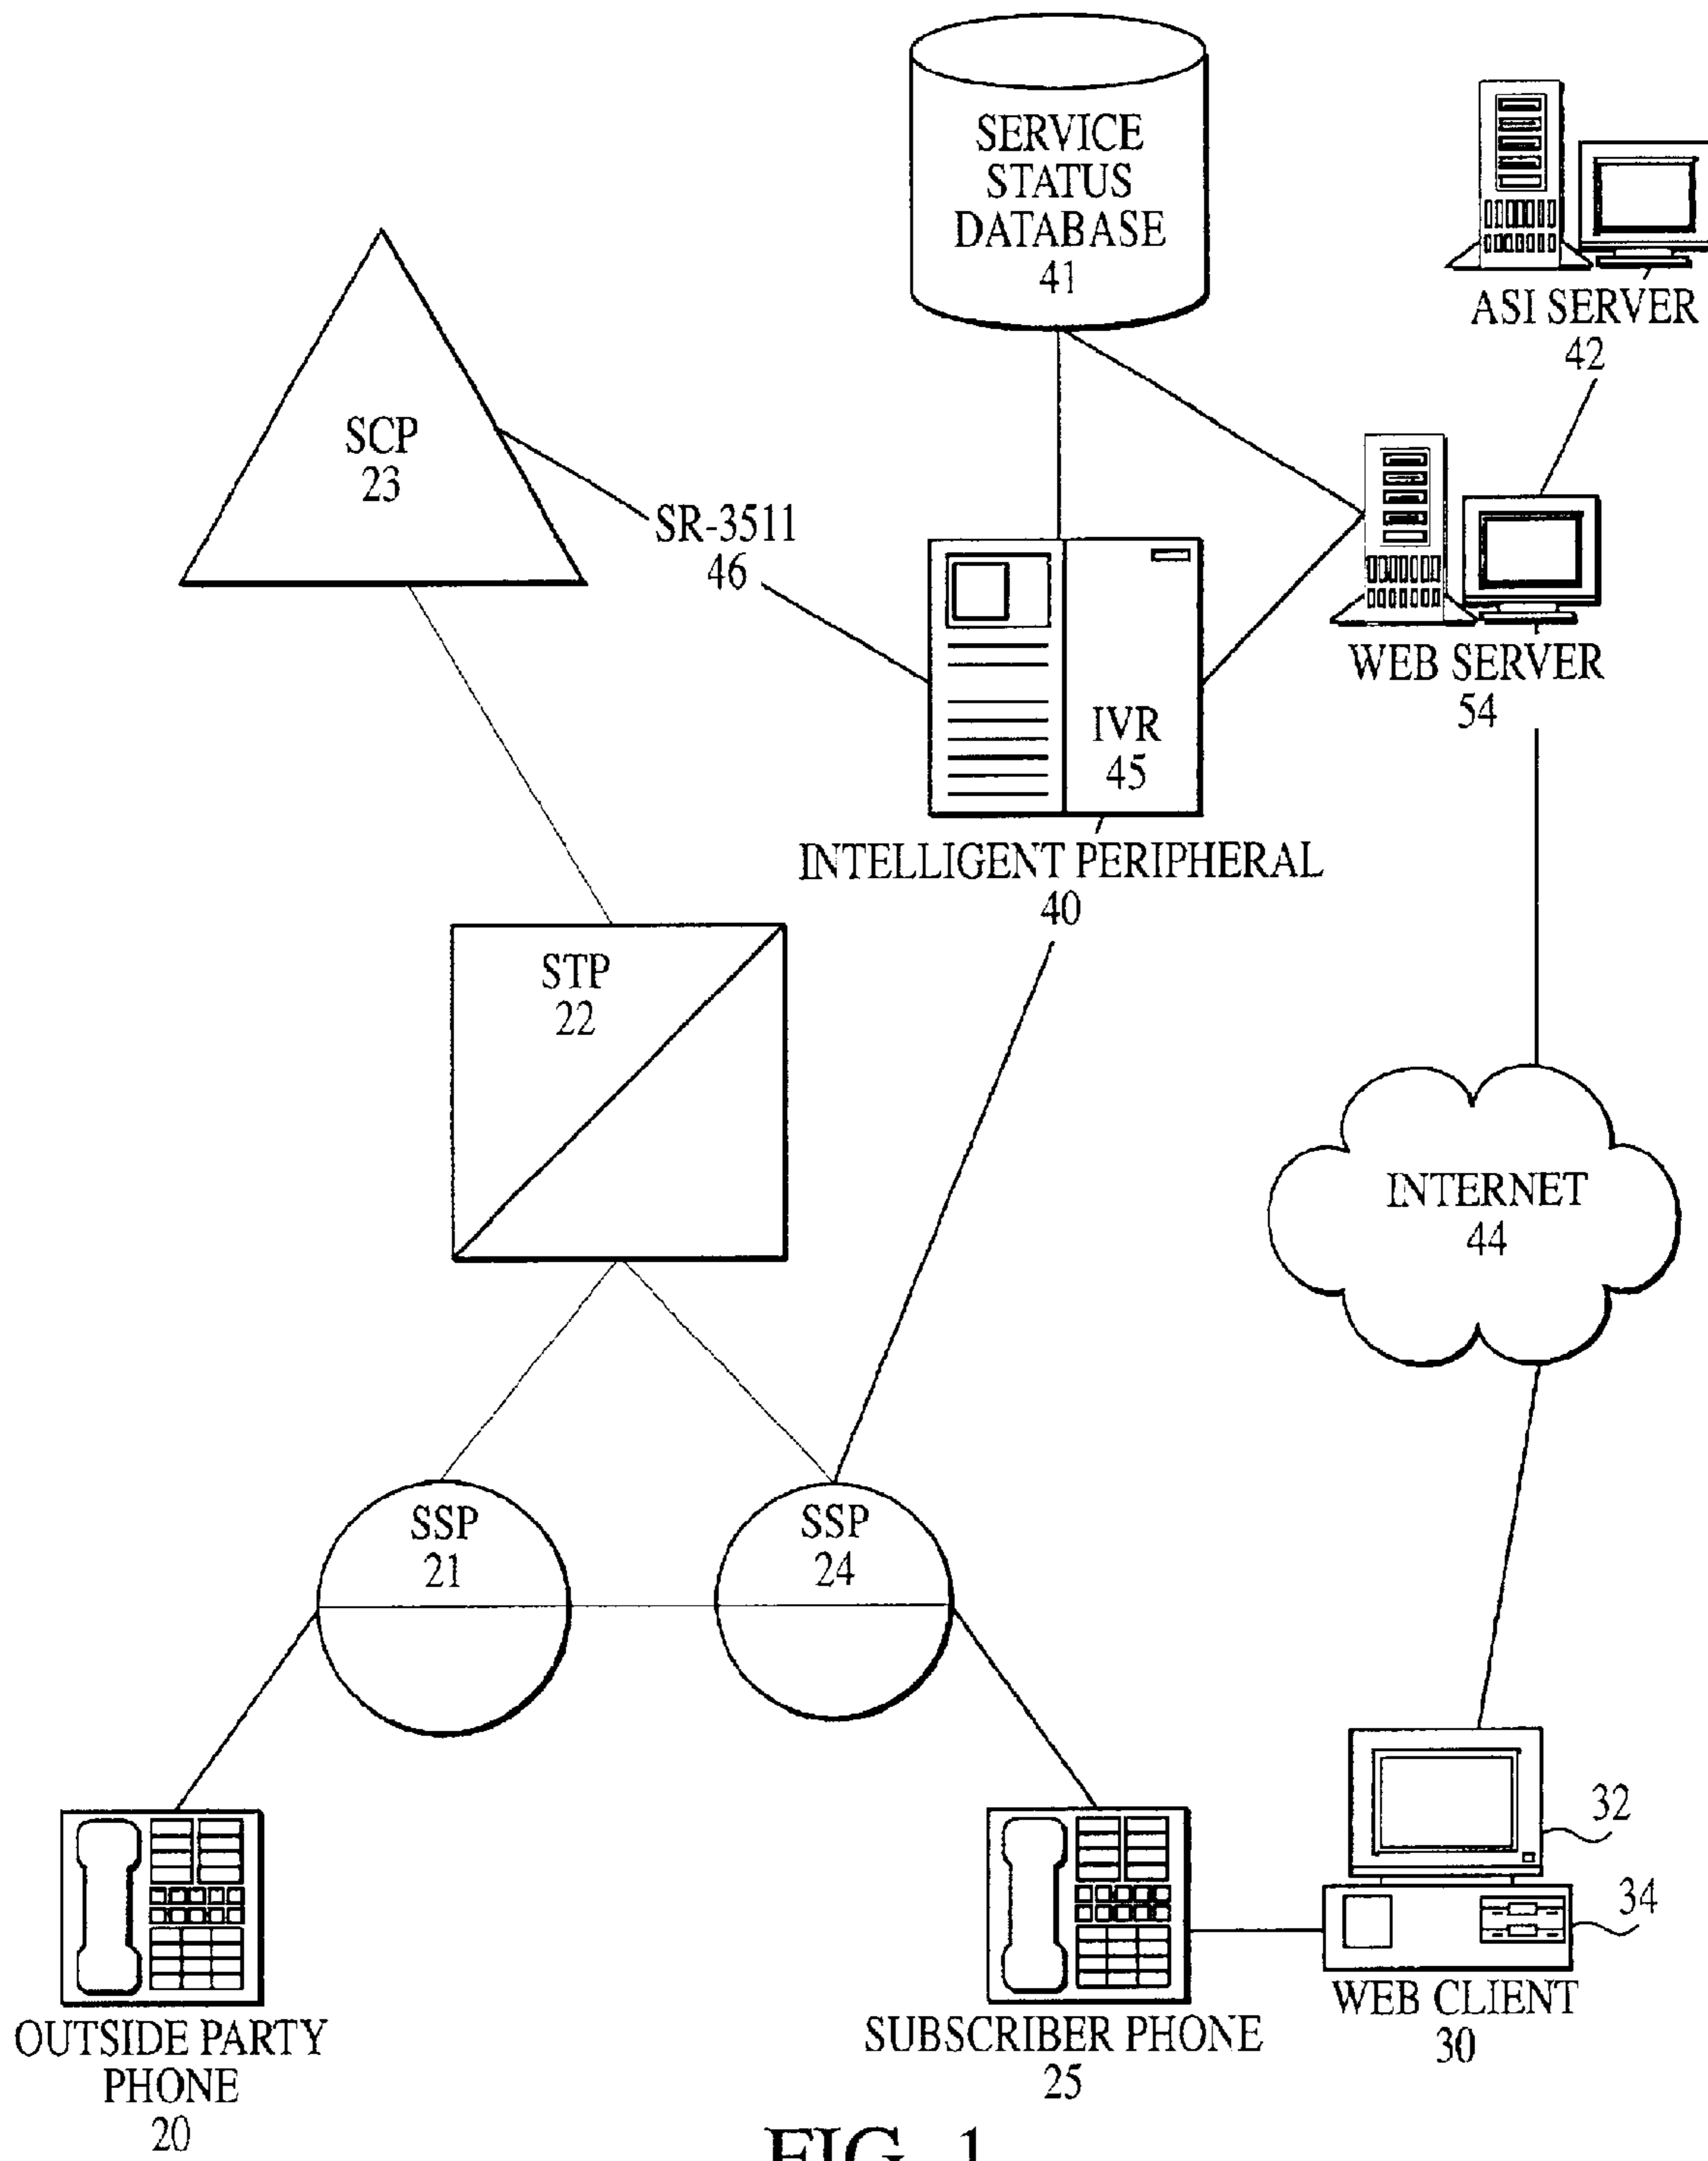 SERVICE
STATUS
DATABASE
41
ASI SERVER
42
SCP
23
SR-3511
46
WEB SERVER
54
IVR
45
INTELLIGENT PERIPHERAL
40
STP
22
INTERNET
44
SSP
21
SSP
24
32
34
WEB CLIENT
30
SUBSCRIBER PHONE
25
OUTSIDE PARTY
PHONE
20
FIG. 1